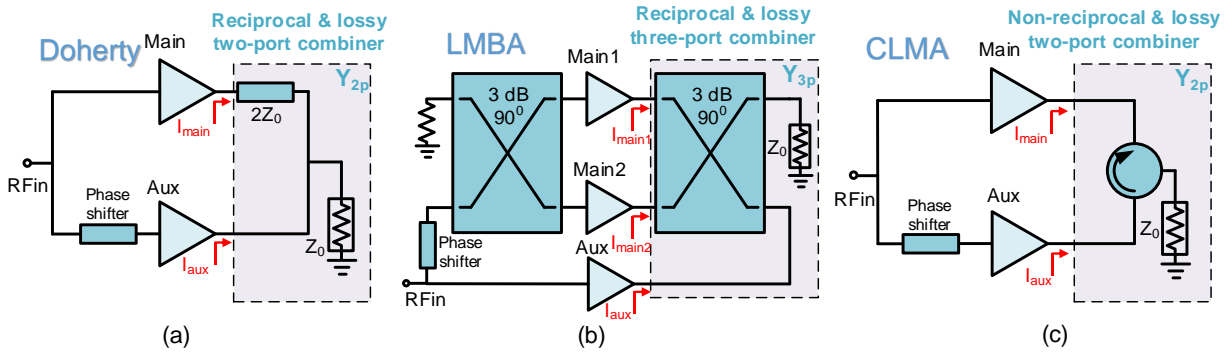 Doherty
Main
Reciprocal & lossy
two-port combiner
Y2p
Imain
2Z0
RFin
Phase
shifter
Aux
Iaux
Z0
(a)
LMBA
Main1
Reciprocal & lossy
three-port combiner
Y3p
3 dB
90⁰
Imain1
3 dB
90⁰
Z0
Main2
Imain2
Phase
shifter
Aux
RFin
Iaux
(b)
CLMA
Main
Non-reciprocal & lossy
two-port combiner
Y2p
Imain
RFin
Phase
shifter
Aux
Iaux
Z0
(c)